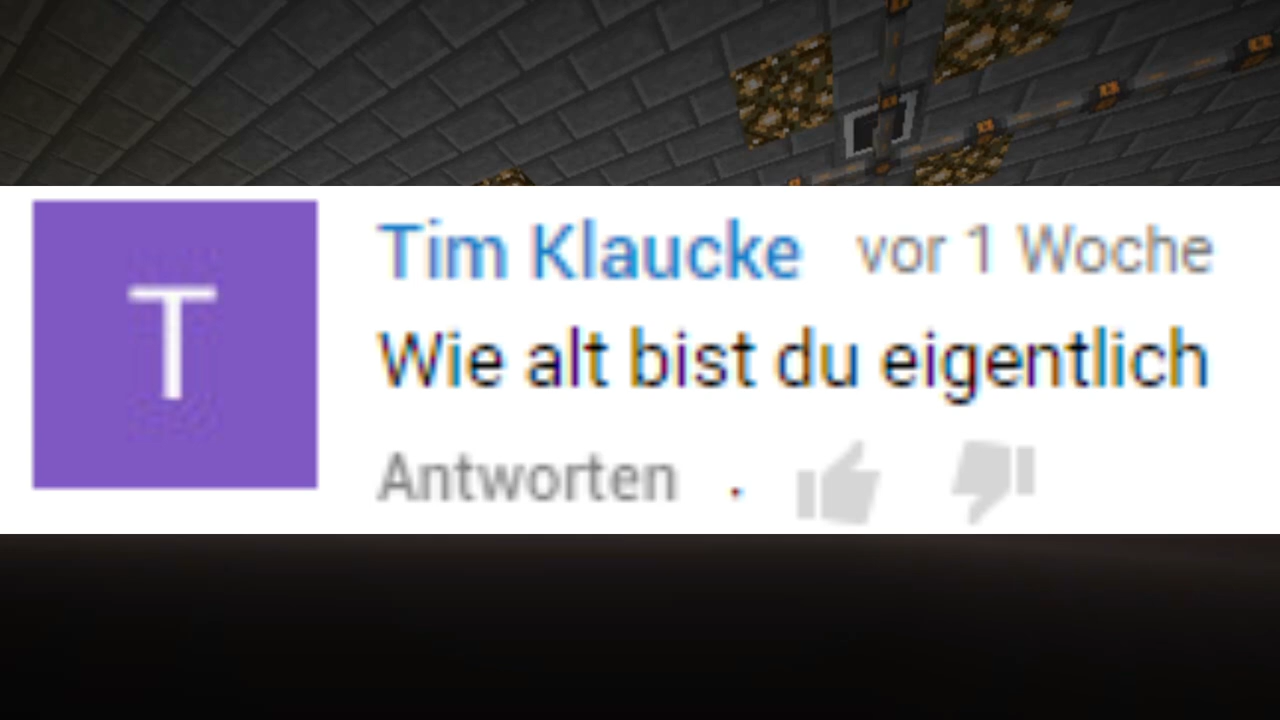 T
Tim Klaucke vor 1 Woche
Wie alt bist du eigentlich
Antworten .